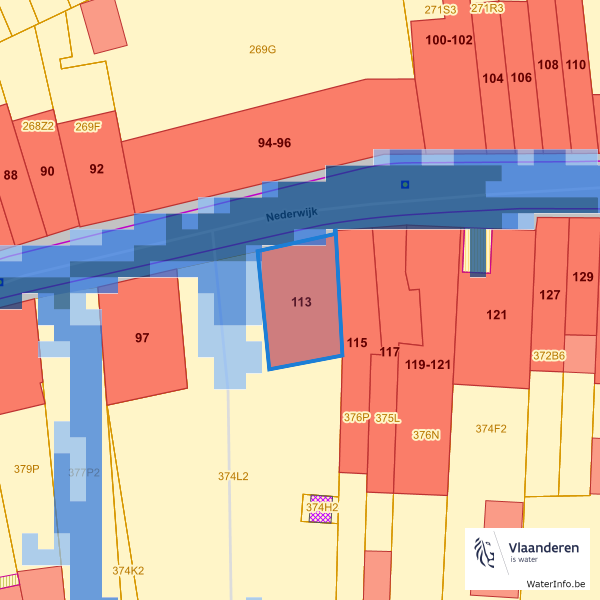 271S3
271R3
269G
100-102
104
106
108
110
268Z2
269F
88
90
92
94-96
Nederwijk
113
97
115
117
119-121
121
127
129
372B6
376P
375L
376N
374F2
379P
377P2
374L2
374H2
374K2
Vlaanderen
is water
WaterInfo.be